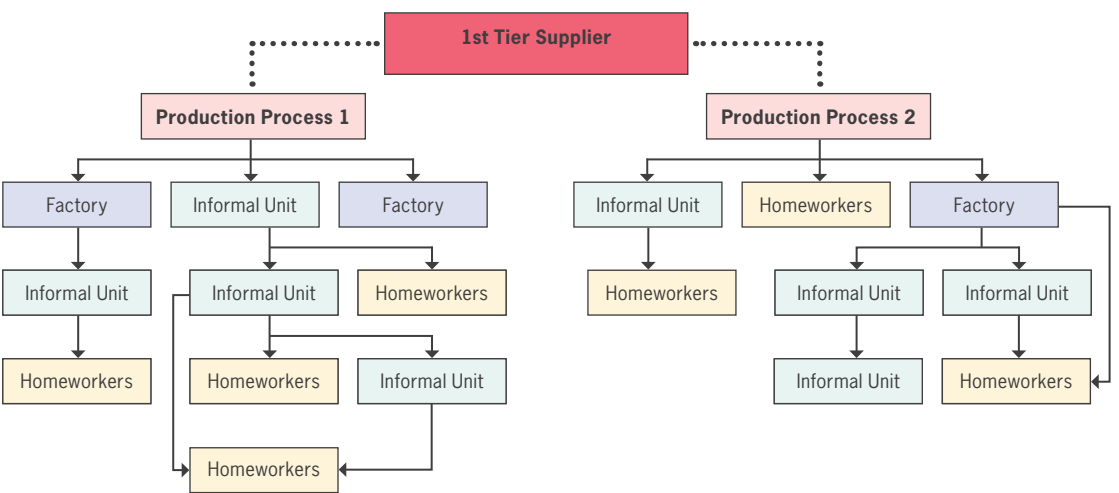 1st Tier Supplier
Production Process 1
Production Process 2
Factory
Informal Unit
Factory
Informal Unit
Homeworkers
Factory
Informal Unit
Informal Unit
Homeworkers
Homeworkers
Informal Unit
Informal Unit
Homeworkers
Homeworkers
Informal Unit
Informal Unit
Homeworkers
Homeworkers